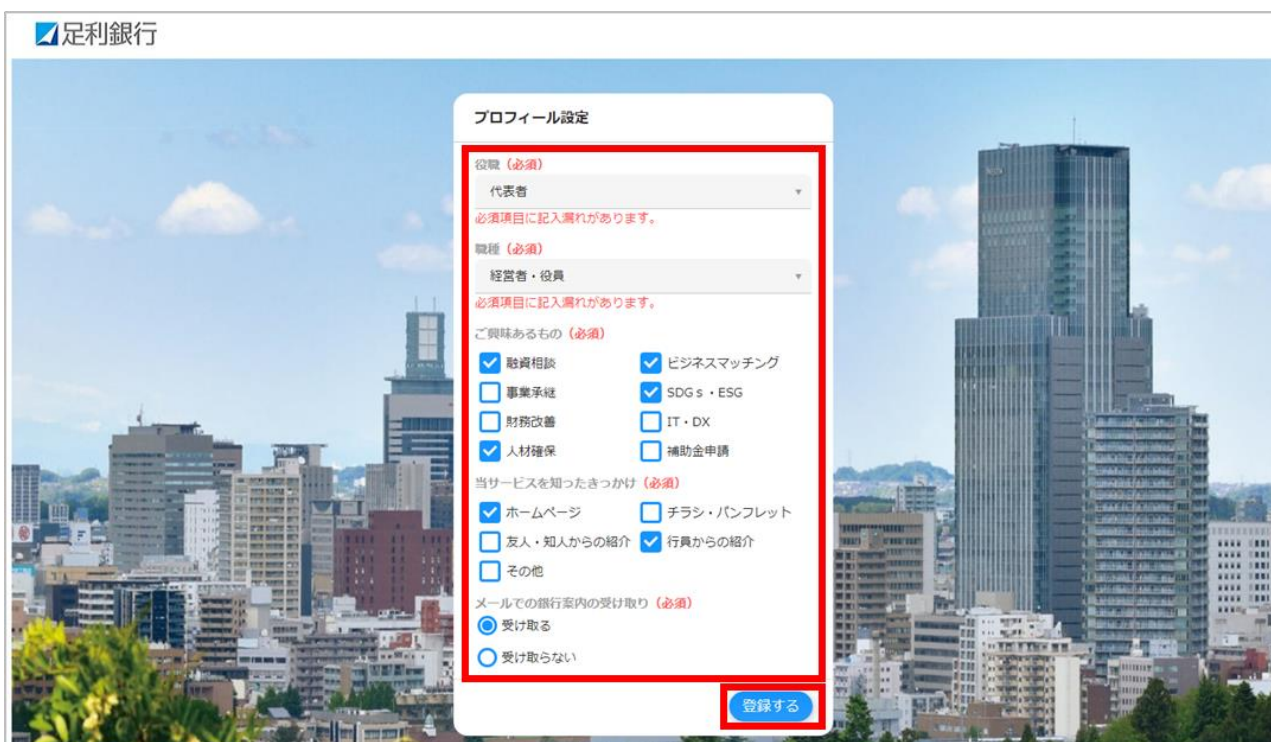 足利銀行
プロフィール設定
役職（必須）
代表者
必須項目に記入漏れがあります。
職種（必須）
経営者・役員
必須項目に記入漏れがあります。
ご興味あるもの（必須）
融資相談 ビジネスマッチング
事業承継 SDGｓ・ESG
財務改善 IT・DX
人材確保 補助金申請
当サービスを知ったきっかけ（必須）
ホームページ チラシ・パンフレット
友人・知人からの紹介 行員からの紹介
その他
メールでの銀行案内の受け取り（必須）
受け取る
受け取らない
登録する